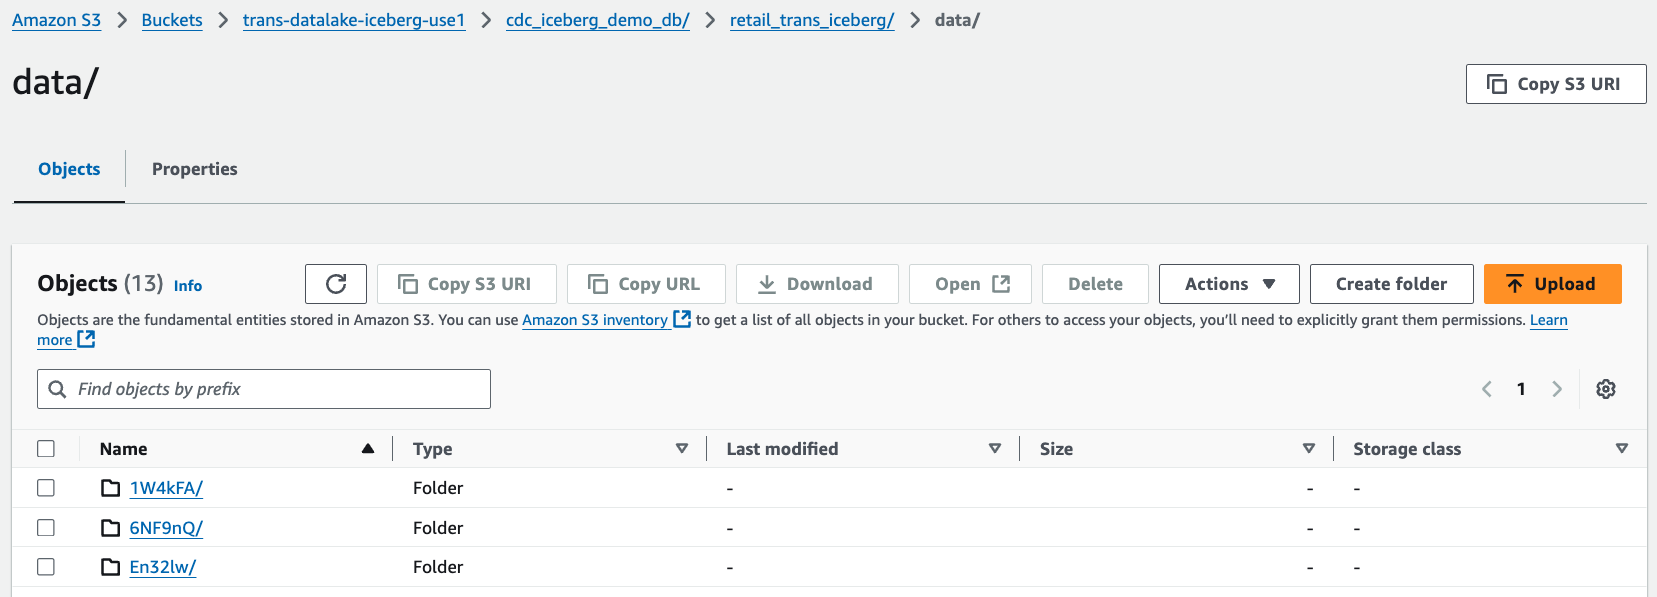 Amazon S3 > Buckets > trans-datalake-iceberg-use1 > cdc_iceberg_demo_db/ > retail_trans_iceberg/ > data/
data/
Copy S3 URI
Objects Properties
Objects (13) Info Copy S3 URI Copy URL Download Open Delete Actions Create folder Upload
Objects are the fundamental entities stored in Amazon S3. You can use Amazon S3 inventory to get a list of all objects in your bucket. For others to access your objects, you'll need to explicitly grant them permissions. Learn
more
Find objects by prefix
1
Name Type Last modified Size Storage class
1W4kFA/ Folder - - -
6NF9nQ/ Folder - - -
En32lw/ Folder - - -